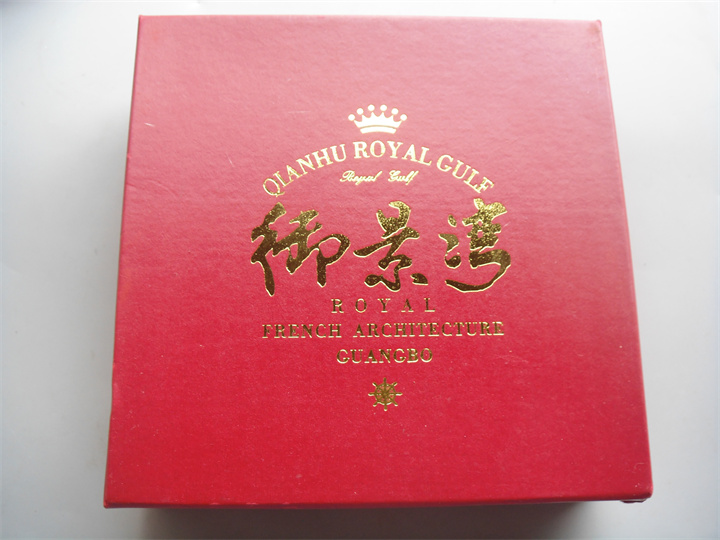 QIANHU ROYAL GULF
Royal Gulf
御景湾
ROYAL
FRENCH ARCHITECTURE
GUANGBO